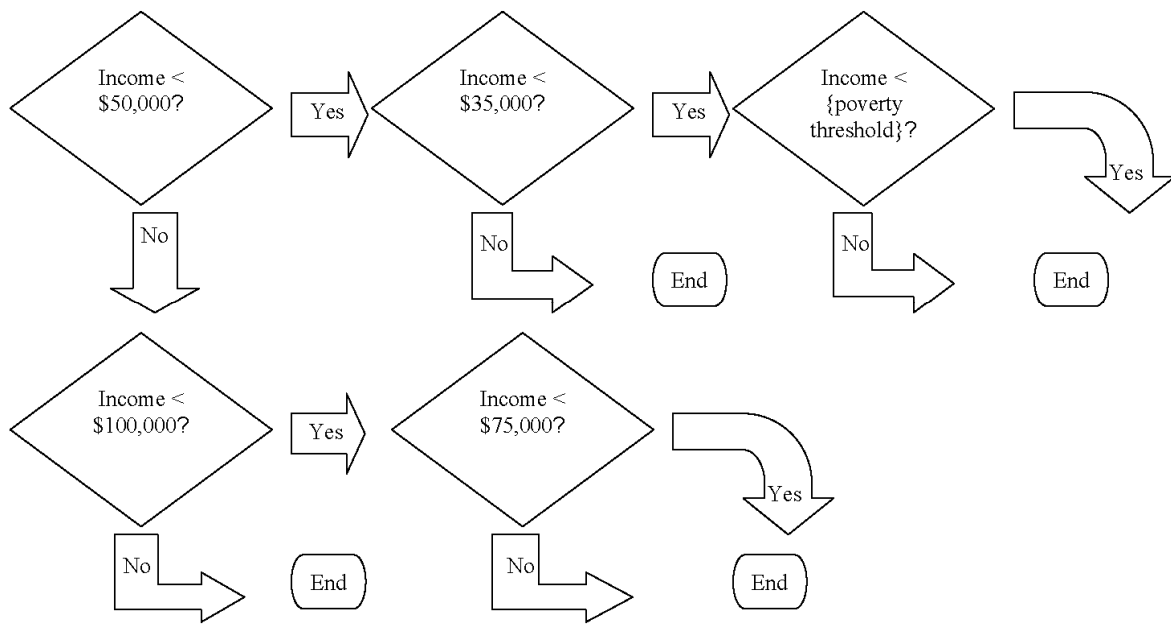 Income <
$50,000?
Yes
Income <
$35,000?
Yes
Income <
{poverty
threshold}?
Yes
No
No
End
No
End
Income <
$100,000?
Yes
Income <
$75,000?
Yes
No
End
No
End